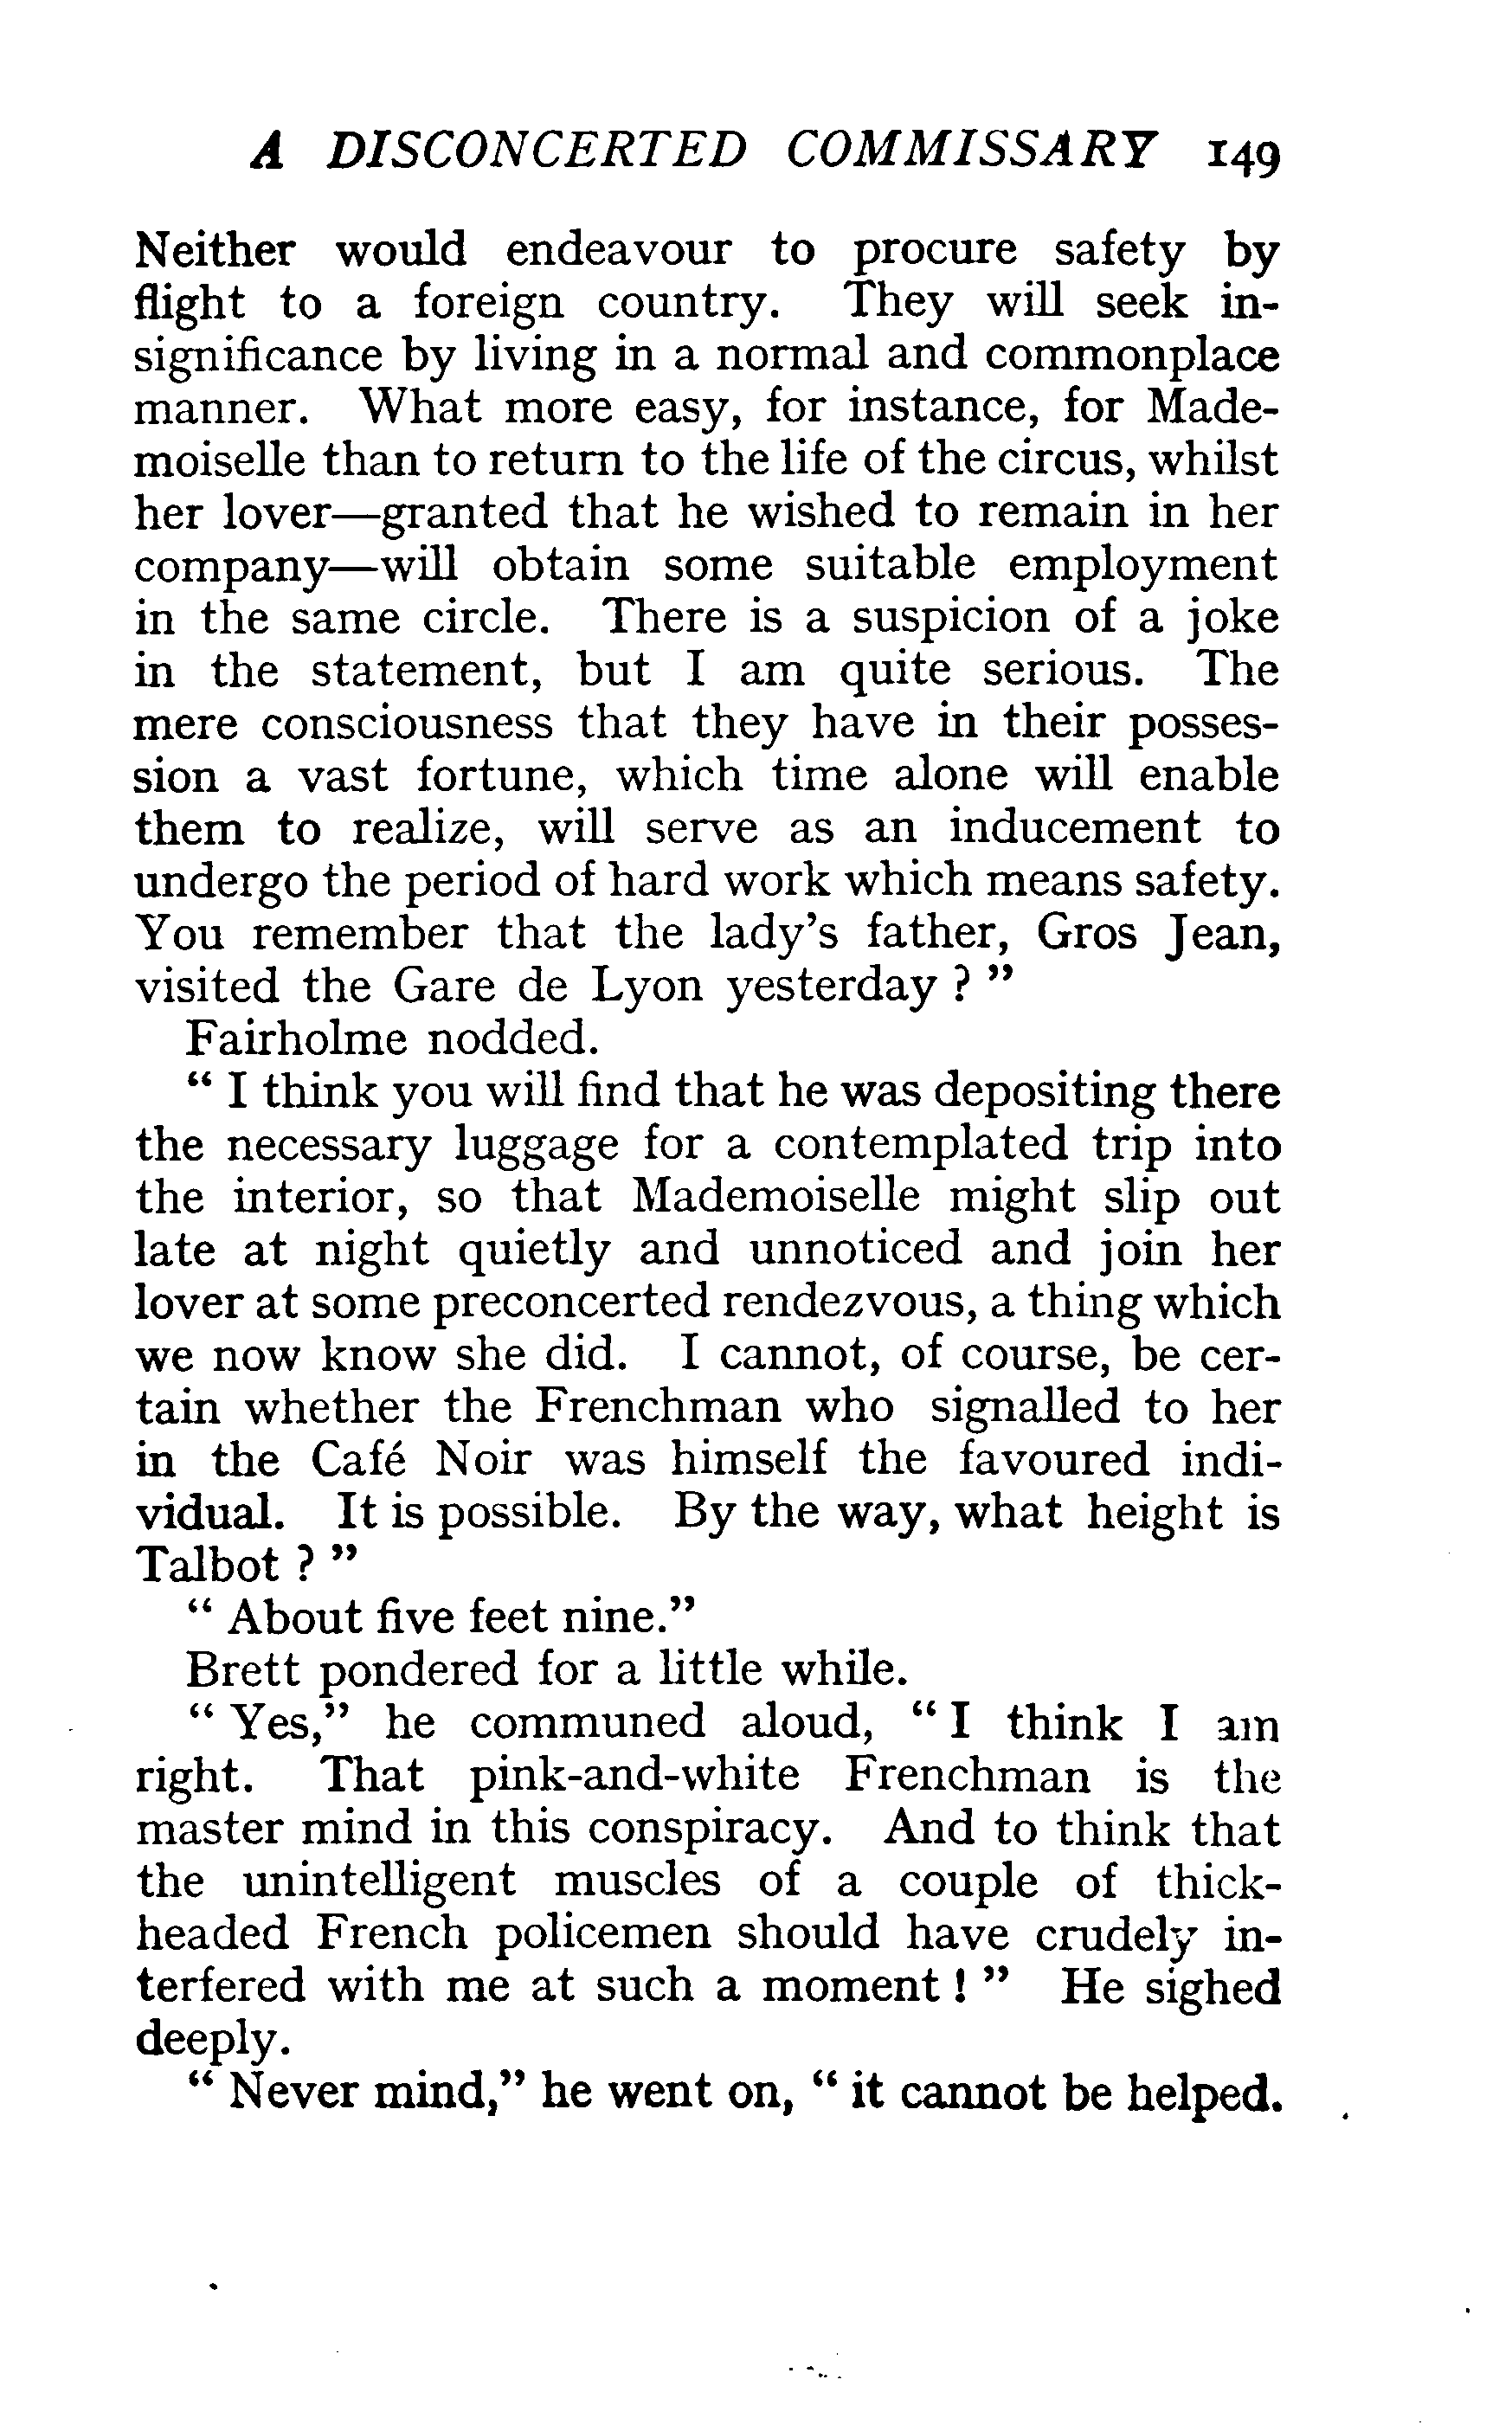 A DISCONCERTED COMMISSARY 149
Neither would endeavour to procure safety by
flight to a foreign country. They will seek in-
significance by living in a normal and commonplace
manner. What more easy, for instance, for Made-
moiselle than to return to the life of the circus, whilst
her lover—granted that he wished to remain in her
company—will obtain some suitable employment
in the same circle. There is a suspicion of a joke
in the statement, but I am quite serious. The
mere consciousness that they have in their posses-
sion a vast fortune, which time alone will enable
them to realize, will serve as an inducement to
undergo the period of hard work which means safety.
You remember that the lady's father, Gros Jean,
visited the Gare de Lyon yesterday ? "
Fairholme nodded.
" I think you will find that he was depositing there
the necessary luggage for a contemplated trip into
the interior, so that Mademoiselle might slip out
late at night quietly and unnoticed and join her
lover at some preconcerted rendezvous, a thing which
we now know she did. I cannot, of course, be cer-
tain whether the Frenchman who signalled to her
in the Café Noir was himself the favoured indi-
vidual. It is possible. By the way, what height is
Talbot ? "
" About five feet nine."
Brett pondered for a little while.
" Yes," he communed aloud, " I think I am
right. That pink-and-white Frenchman is the
master mind in this conspiracy. And to think that
the unintelligent muscles of a couple of thick-
headed French policemen should have crudely in-
terfered with me at such a moment ! " He sighed
deeply.
" Never mind," he went on, " it cannot be helped.